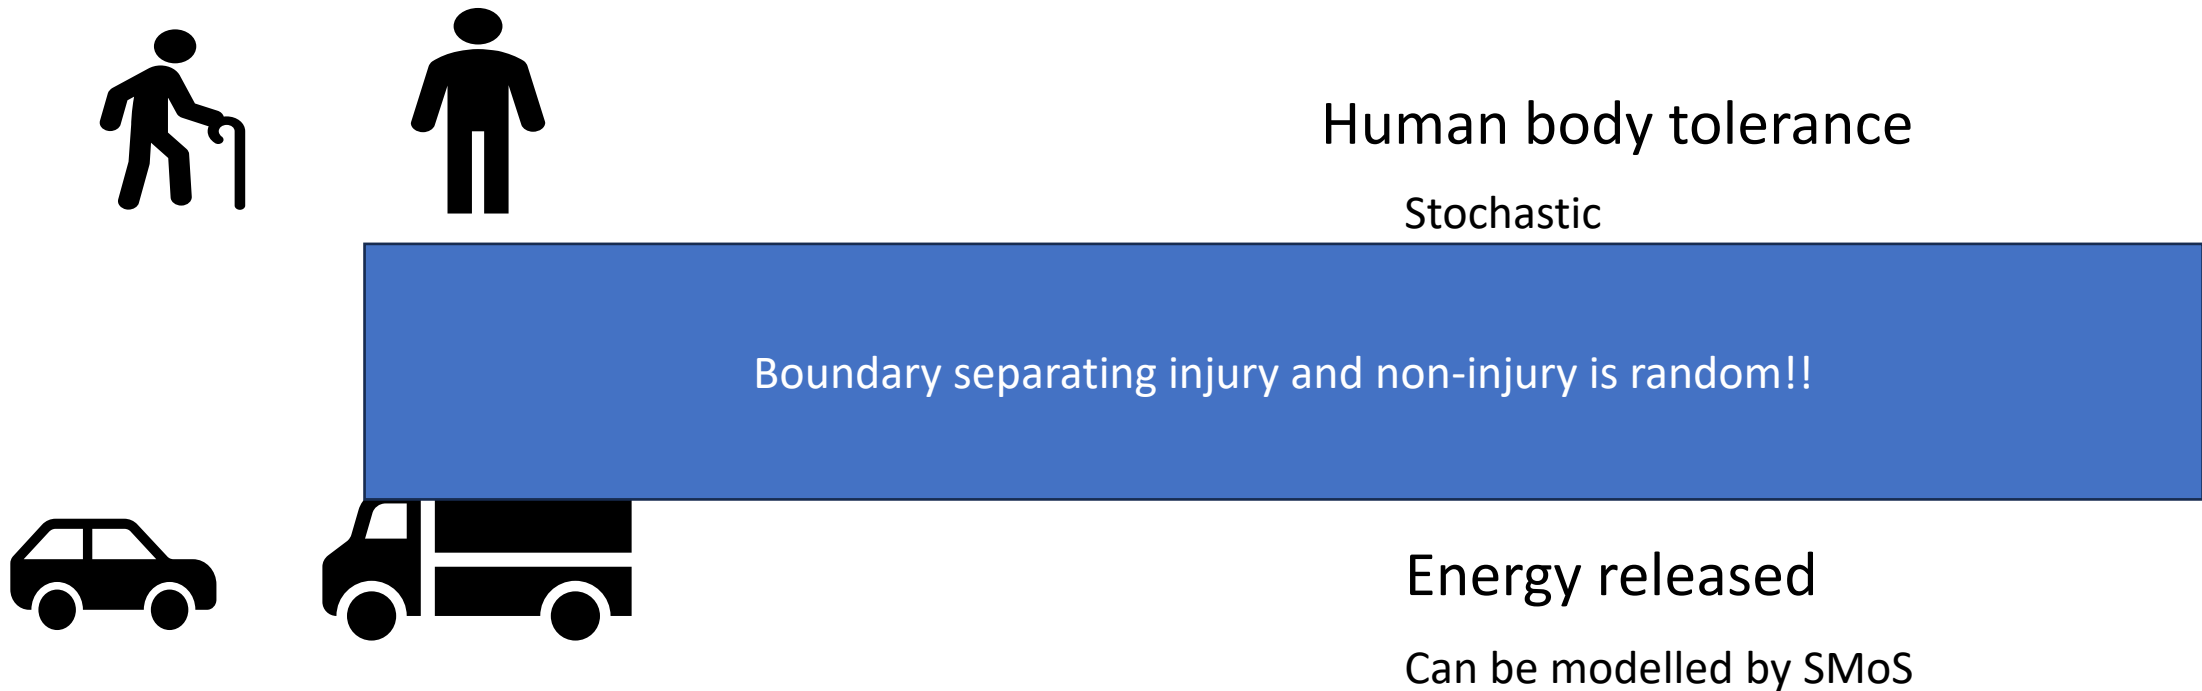 Human body tolerance
Stochastic
Boundary separating injury and non-injury is random!!
Energy released
Can be modelled by SMoS